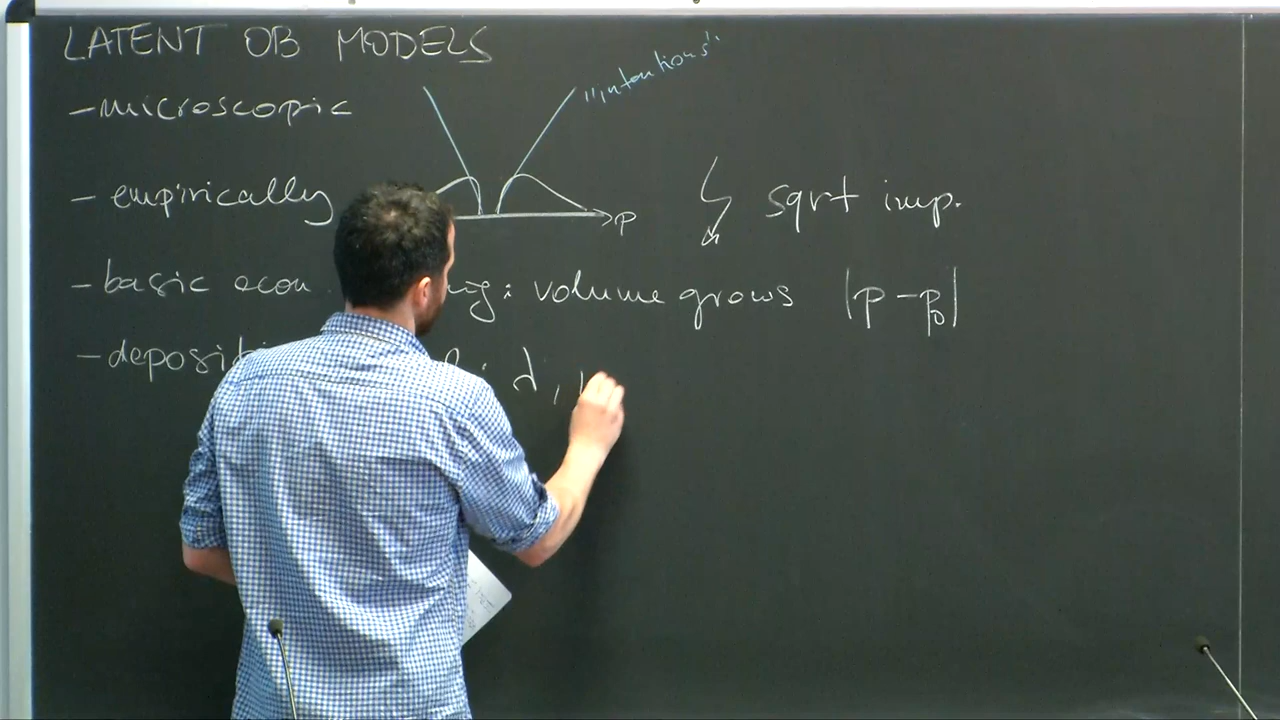 LATENT OB MODELS
"intentions"
- microscopic
- empirically
p
sqrt imp.
- basic econ : volume grows |p - p₀|
- depositi : λ ,